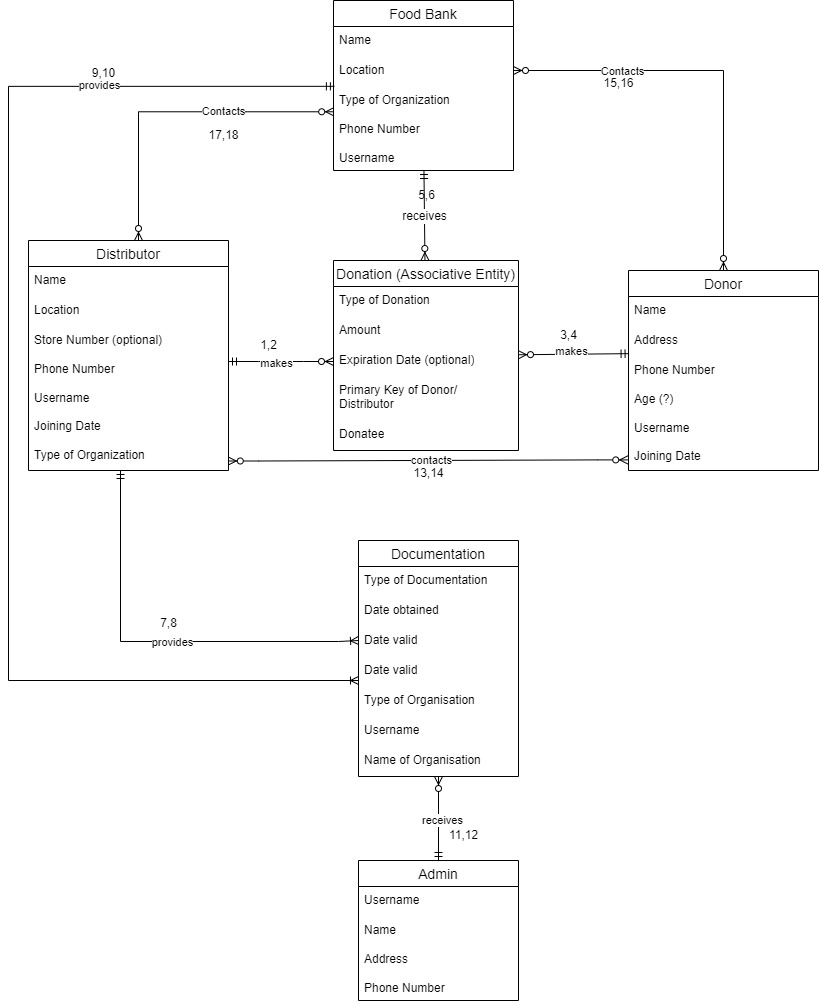 Food Bank
Name
Location
Type of Organization
Phone Number
Username
9,10
provides
Contacts
17,18
Contacts
15,16
5,6
receives
Distributor
Name
Location
Store Number (optional)
Phone Number
Username
Joining Date
Type of Organization
1,2
makes
Donation (Associative Entity)
Type of Donation
Amount
Expiration Date (optional)
Primary Key of Donor/
Distributor
Donatee
3,4
makes
Donor
Name
Address
Phone Number
Age (?)
Username
Joining Date
contacts
13,14
7,8
provides
Documentation
Type of Documentation
Date obtained
Date valid
Date valid
Type of Organisation
Username
Name of Organisation
receives
11,12
Admin
Username
Name
Address
Phone Number